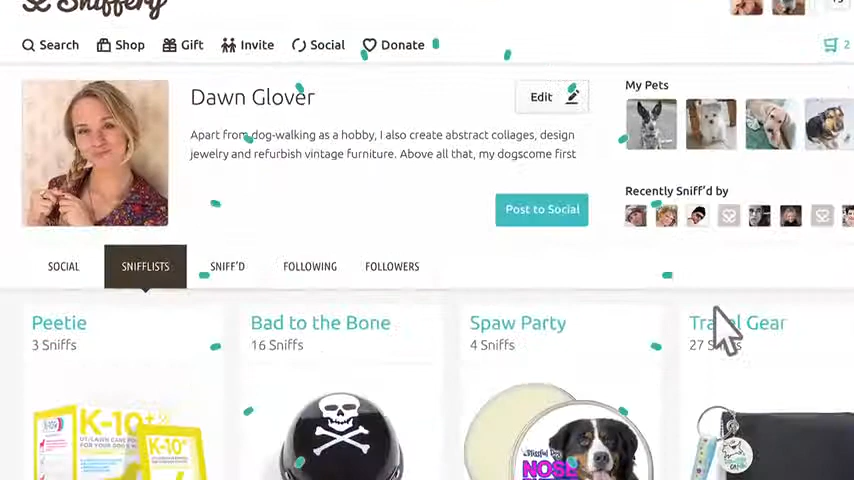 Sniffery
Search Shop Gift Invite Social Donate 2
Dawn Glover
Edit
My Pets
Apart from dog-walking as a hobby, I also create abstract collages, design
jewelry and refurbish vintage furniture. Above all that, my dogscome first
Post to Social
Recently Sniff'd by
SOCIAL SNIFFLISTS SNIFF'D FOLLOWING FOLLOWERS
Peetie Bad to the Bone Spaw Party Travel Gear
3 Sniffs 16 Sniffs 4 Sniffs 27 Sniffs
K-10+
K-10+
Blissful Dog
NOSE